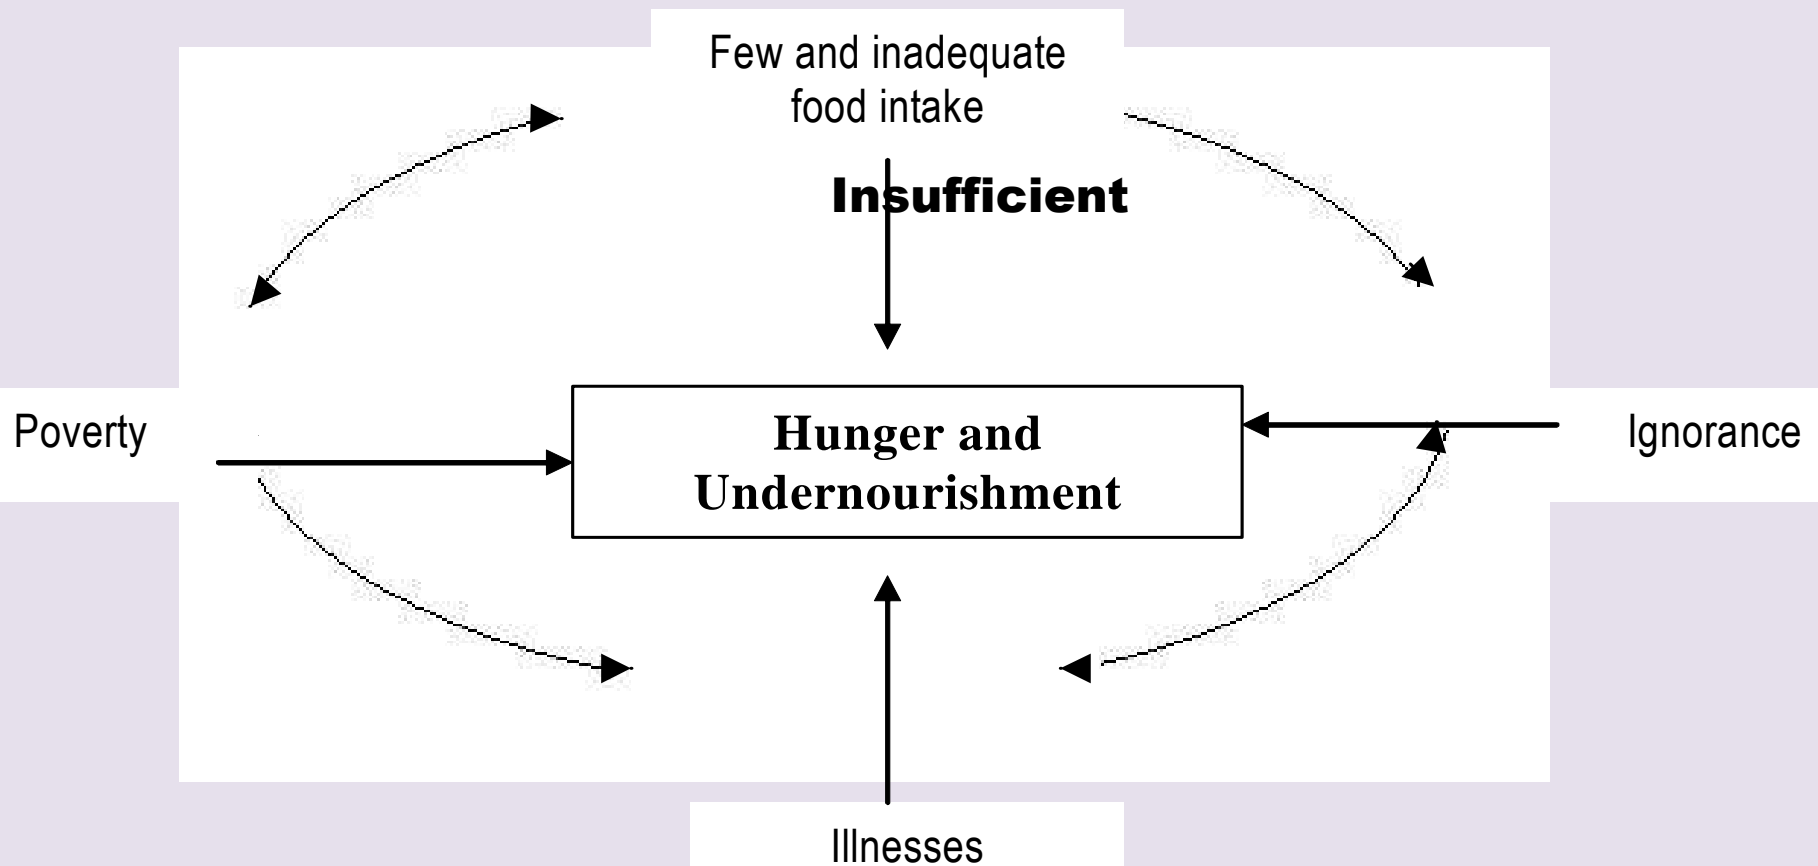 Few and inadequate
food intake
Insufficient
Poverty
Hunger and
Undernourishment
Ignorance
Illnesses